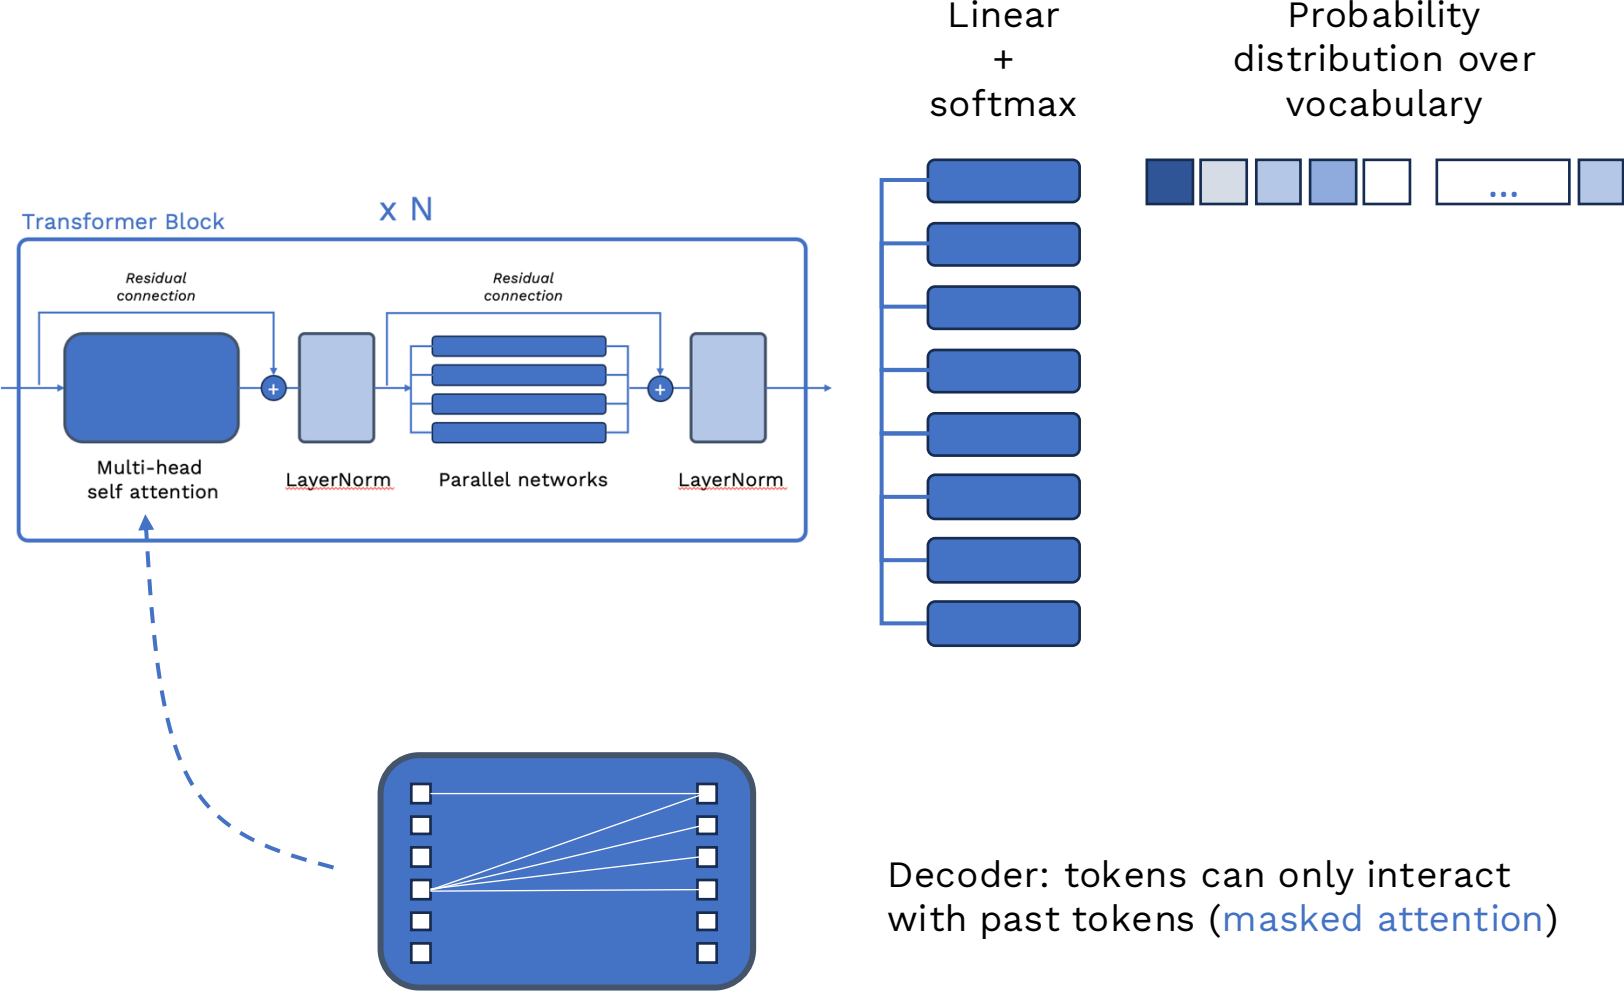 Linear
+
softmax
Probability
distribution over
vocabulary
...
x N
Transformer Block
Residual
connection
Residual
connection
+
+
Multi-head
self attention
LayerNorm
Parallel networks
LayerNorm
Decoder: tokens can only interact
with past tokens (masked attention)